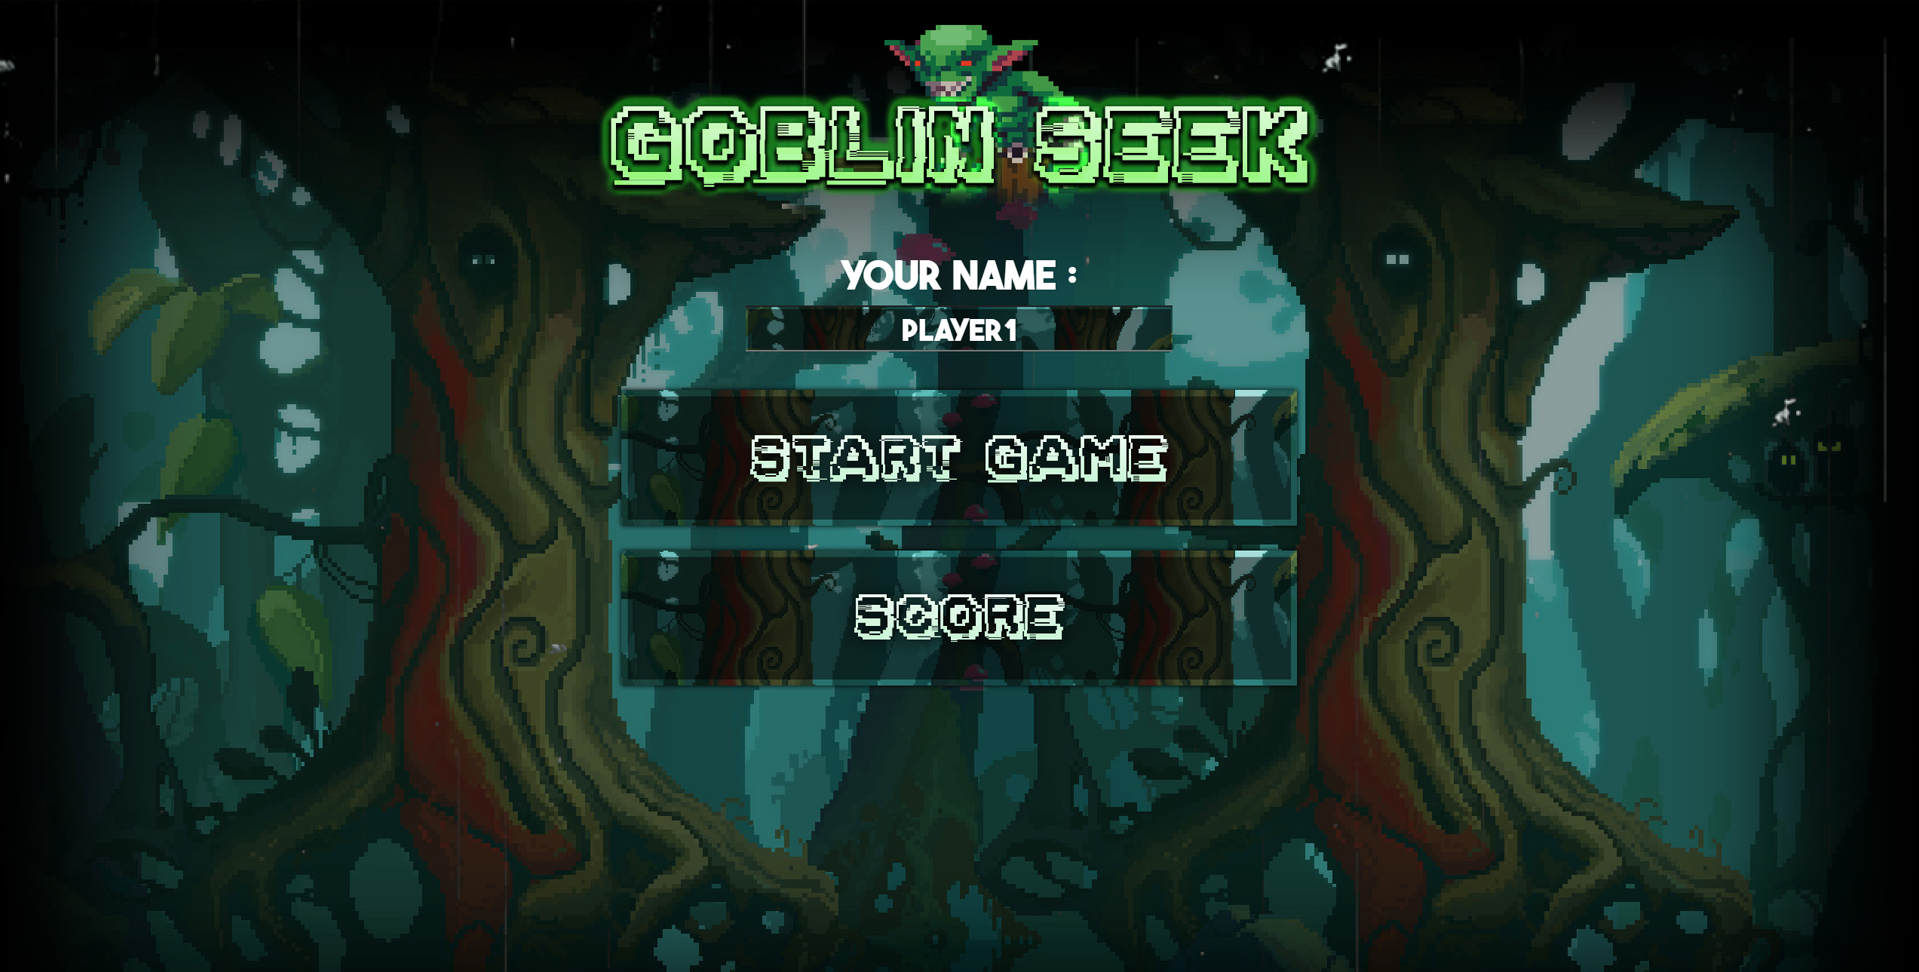 GOBLIN SEEK
YOUR NAME :
PLAYER1
START GAME
SCORE